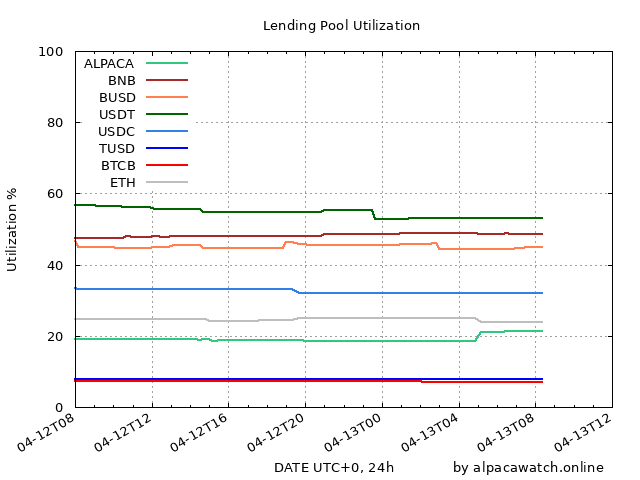 Lending Pool Utilization
Utilization %
100
80
60
40
20
0
ALPACA
BNB
BUSD
USDT
USDC
TUSD
BTCB
ETH
04-12T08
04-12T12
04-12T16
04-12T20
04-13T00
04-13T04
04-13T08
04-13T12
DATE UTC+0, 24h
by alpacawatch.online